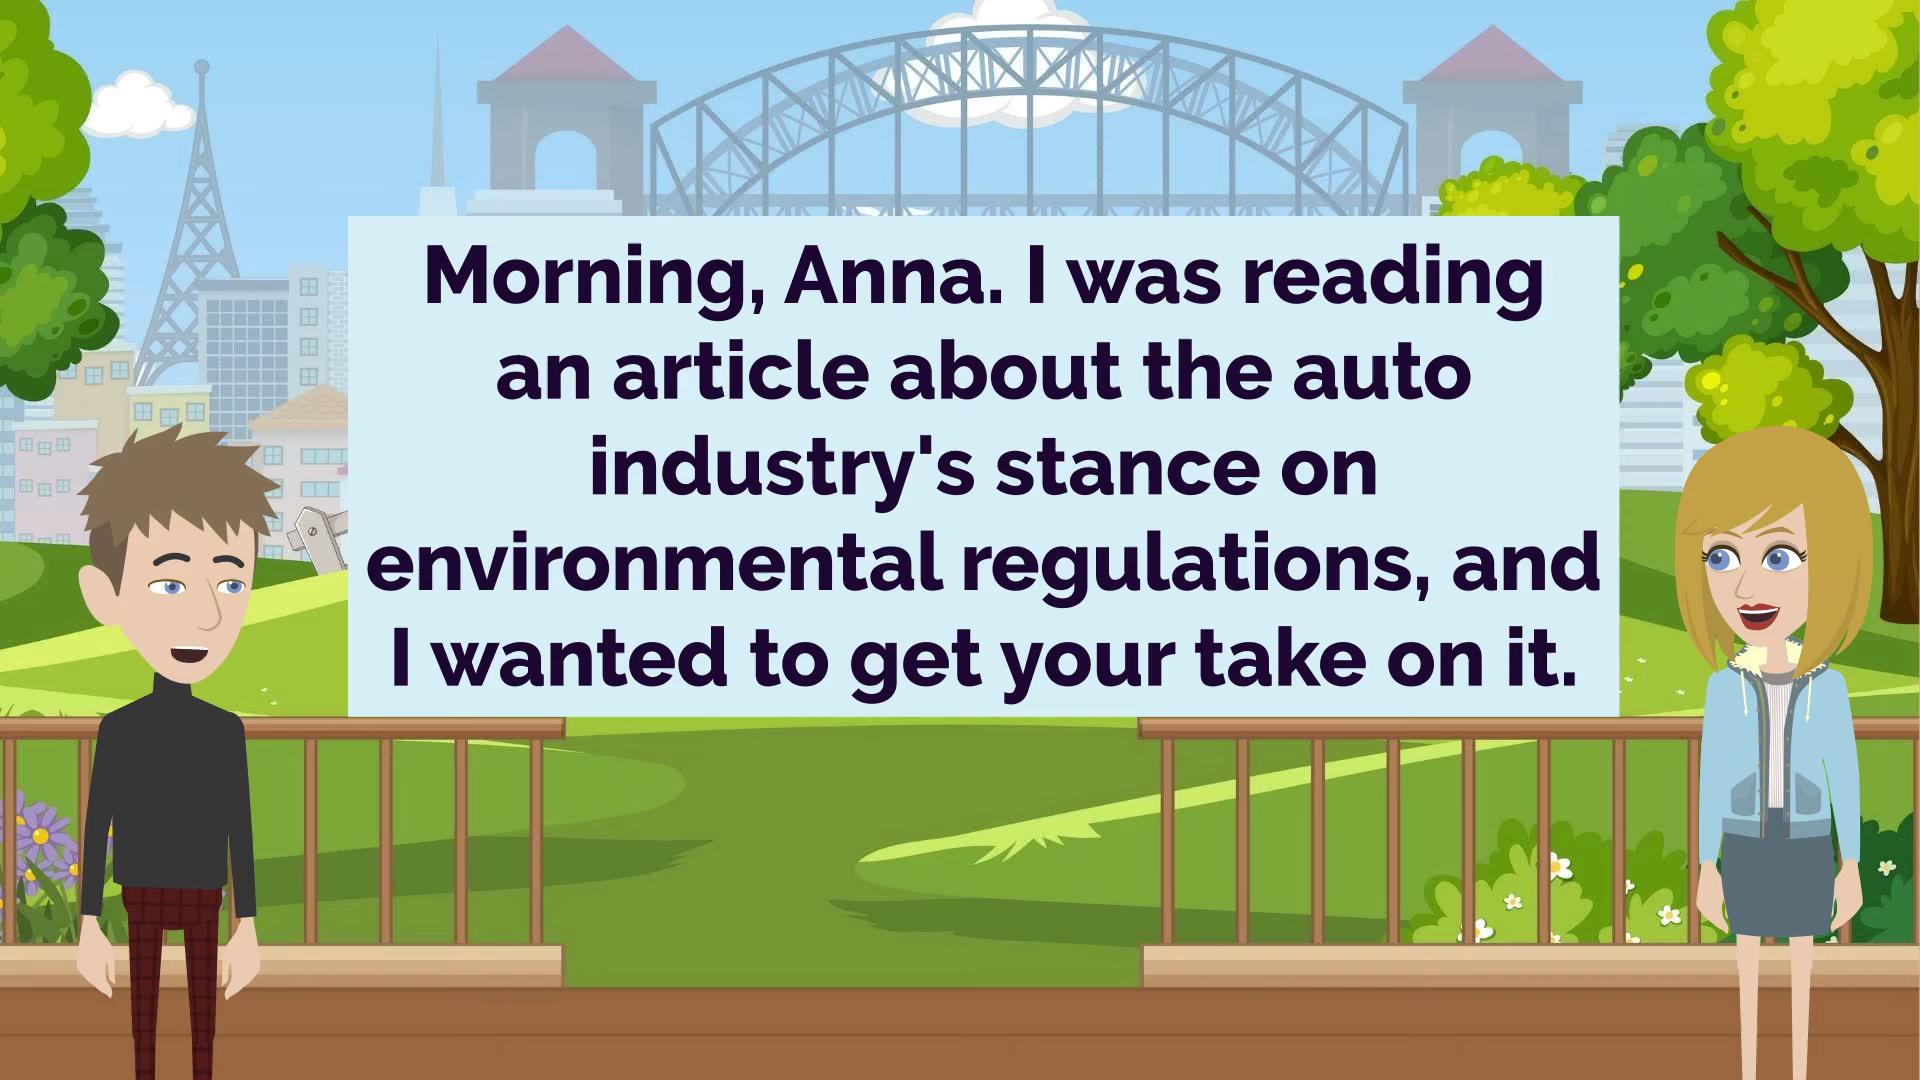 Morning, Anna. I was reading
an article about the auto
industry's stance on
environmental regulations, and
I wanted to get your take on it.